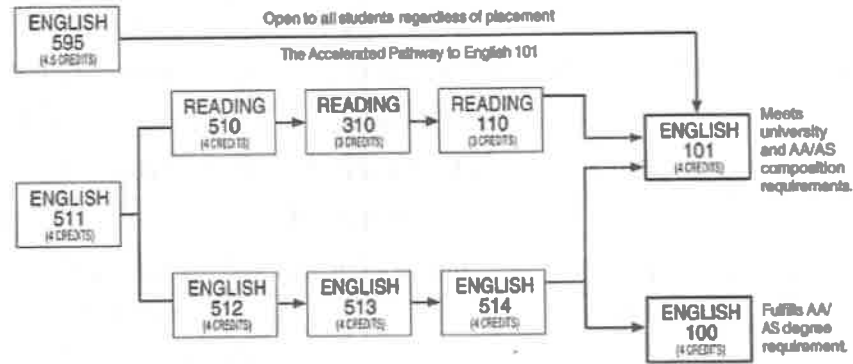 Open to all students regardless of placement
ENGLISH
595
(4.5 CREDITS)
The Accelerated Pathway to English 101
READING
510
(4 CREDITS)
READING
310
(3 CREDITS)
READING
110
(3 CREDITS)
ENGLISH
101
(4 CREDITS)
Meets
university
and AA/AS
composition
requirements.
ENGLISH
511
(4 CREDITS)
ENGLISH
512
(4 CREDITS)
ENGLISH
513
(4 CREDITS)
ENGLISH
514
(4 CREDITS)
ENGLISH
100
(4 CREDITS)
Fulfills AA/
AS degree
requirement.